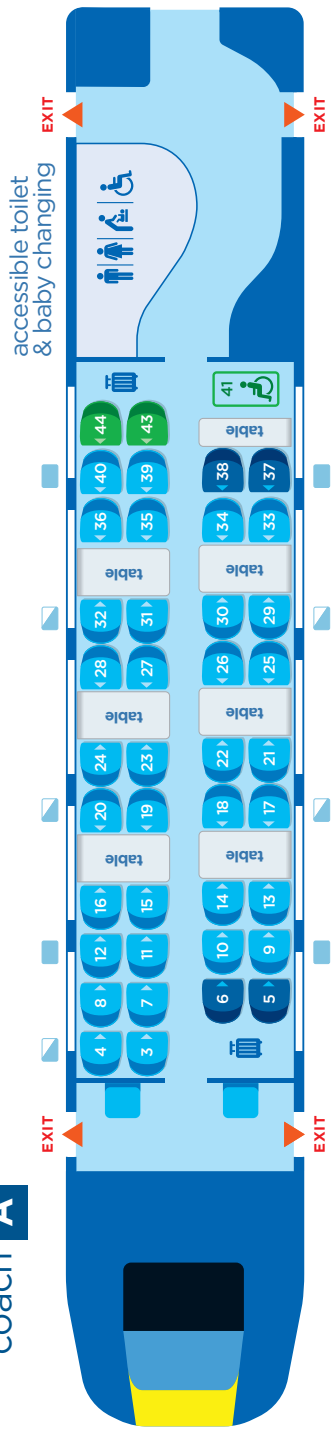 coach A
accessible toilet
& baby changing
EXIT EXIT
4 8 12 16 table 20 24 table 28 32 table 36 40 44
3 7 11 15 19 23 27 31 35 39 43
6 10 14 table 18 22 table 26 30 table 34 38 table 41
5 9 13 17 21 25 29 33 37
EXIT EXIT